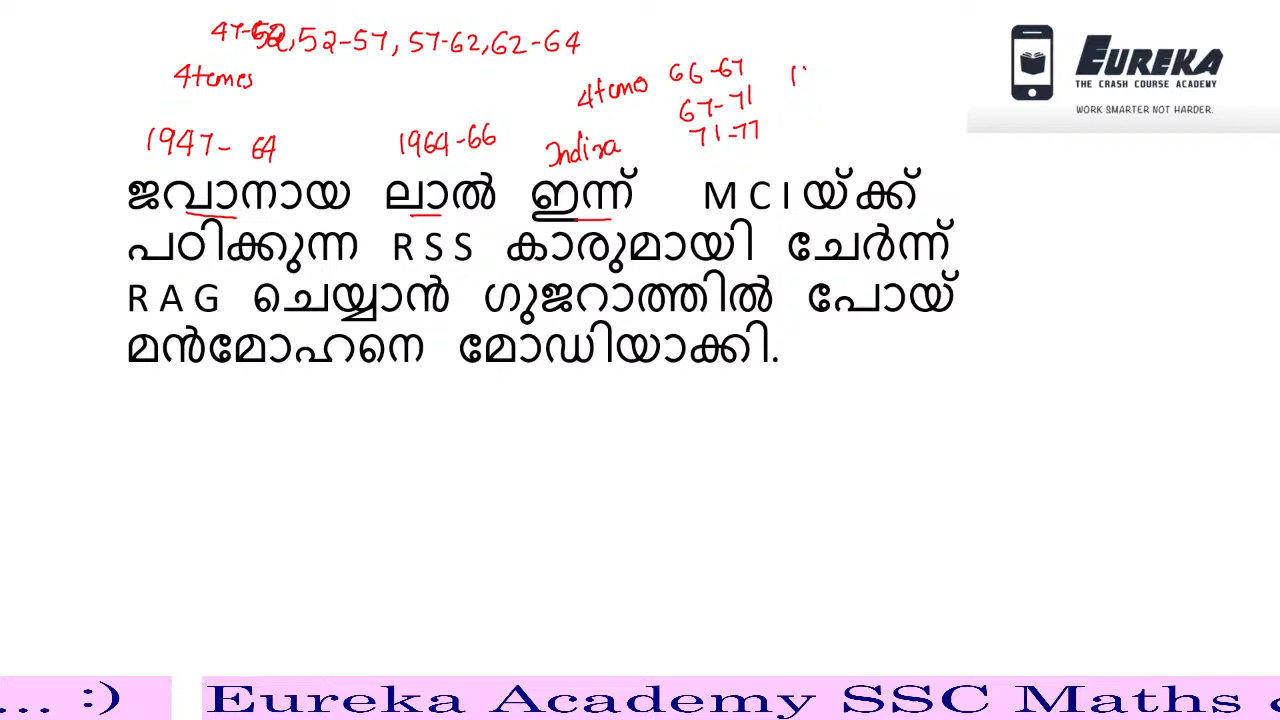 47-52,52-57, 57-62,62-64
4temes
4temes 66-67
67-71
71-77
1947- 64 1964-66 Indira
ജവാനായ ലാൽ ഇന്ന് MCIയ്ക്ക്
പഠിക്കുന്ന RSS കാരുമായി ചേർന്ന്
RAG ചെയ്യാൻ ഗുജറാത്തിൽ പോയ്
മൻമോഹനെ മോഡിയാക്കി.
EUREKA
THE CRASH COURSE ACADEMY
WORK SMARTER NOT HARDER.
... :) Eureka Academy SSC Maths